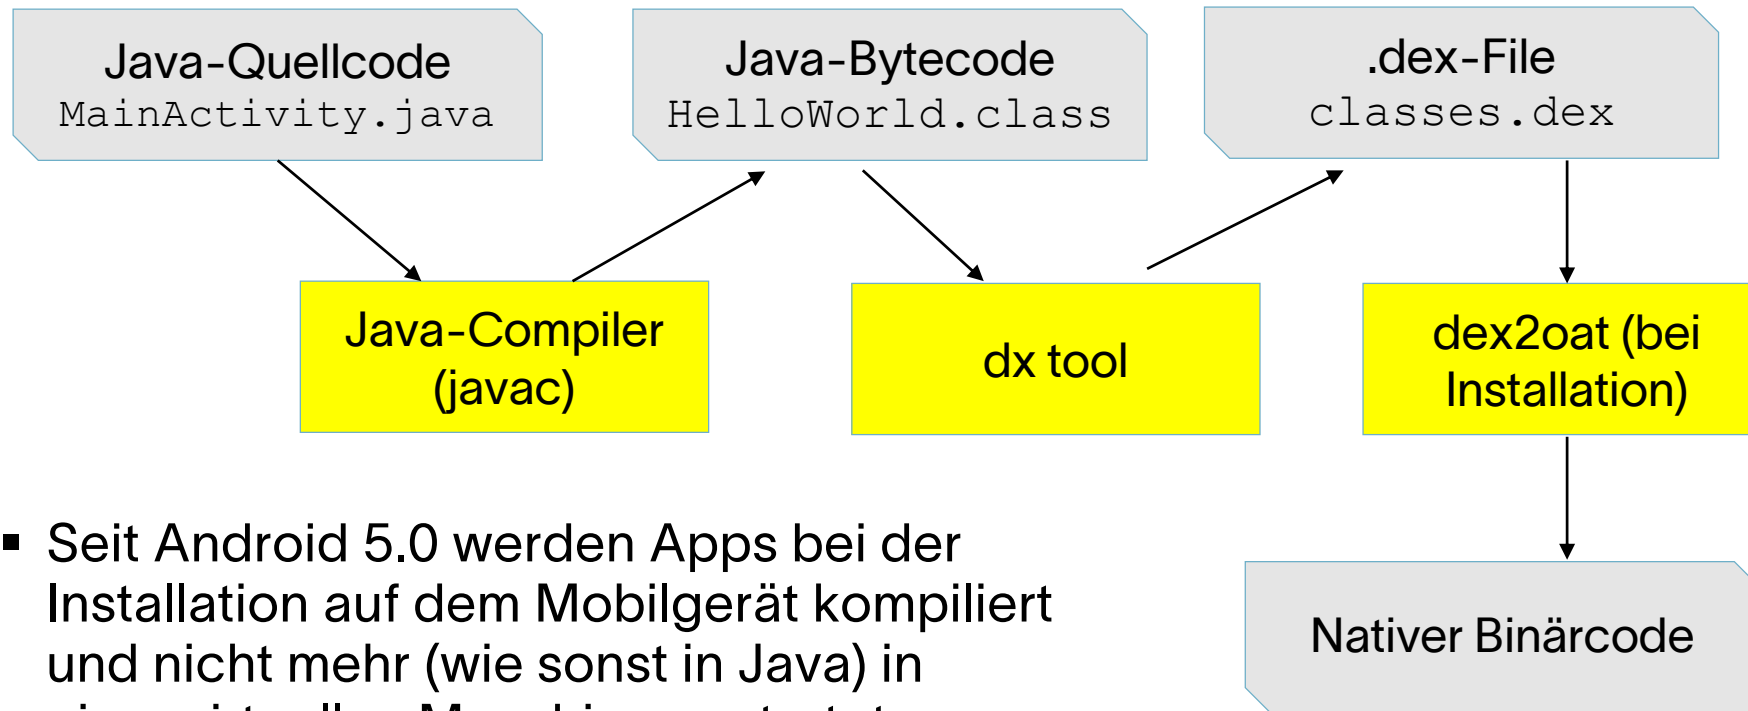 Java-Quellcode
MainActivity.java
Java-Bytecode
HelloWorld.class
.dex-File
classes.dex
Java-Compiler
(javac)
dx tool
dex2oat (bei
Installation)
Seit Android 5.0 werden Apps bei der
Installation auf dem Mobilgerät kompiliert
und nicht mehr (wie sonst in Java) in
Nativer Binärcode